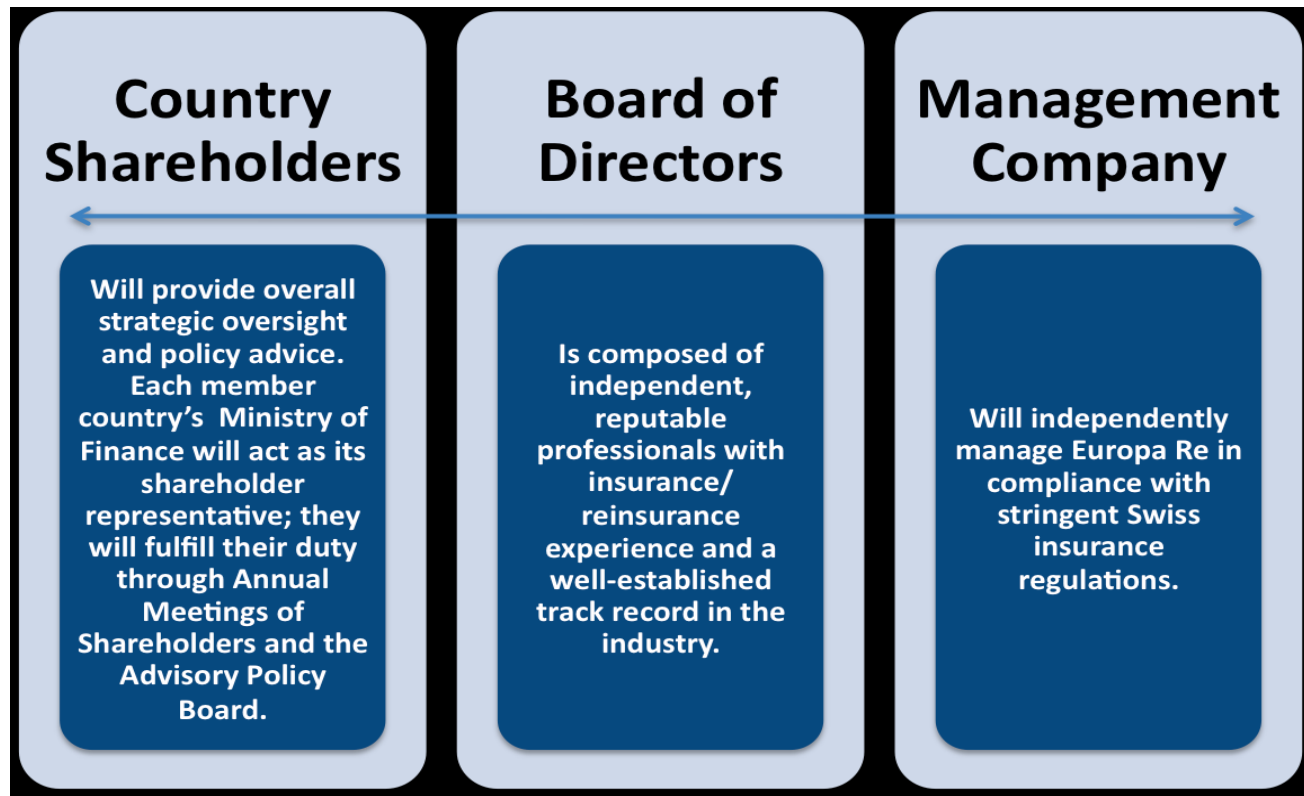 Country
Shareholders
Will provide overall
strategic oversight
and policy advice.
Each member
country’s Ministry of
Finance will act as its
shareholder
representative; they
will fulfill their duty
through Annual
Meetings of
Shareholders and the
Advisory Policy
Board.
Board of
Directors
Is composed of
independent,
reputable
professionals with
insurance/
reinsurance
experience and a
well-established
track record in the
industry.
Management
Company
Will independently
manage Europa Re in
compliance with
stringent Swiss
insurance
regulations.